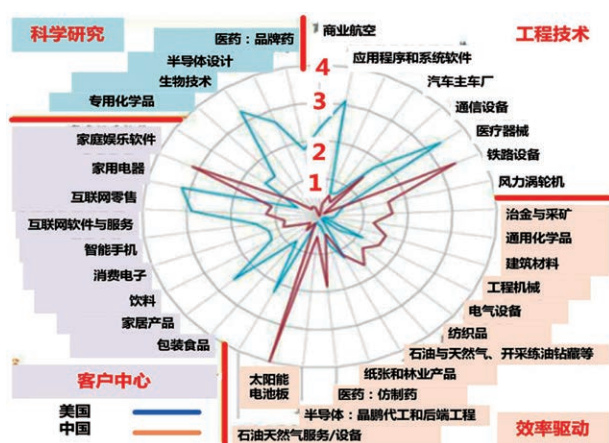 科学研究
医药：品牌药
半导体设计
生物技术
专用化学品
商业航空
工程技术
应用程序和系统软件
汽车主车厂
通信设备
医疗器械
铁路设备
风力涡轮机
4
3
2
1
家庭娱乐软件
家用电器
互联网零售
互联网软件与服务
智能手机
消费电子
饮料
家居产品
包装食品
客户中心
美国
中国
冶金与采矿
通用化学品
建筑材料
工程机械
电气设备
纺织品
石油与天然气、开采练油钻藏等
纸张和林业产品
医药：仿制药
半导体：晶鹏代工和后端工程
石油天然气服务/设备
太阳能
电池板
效率驱动